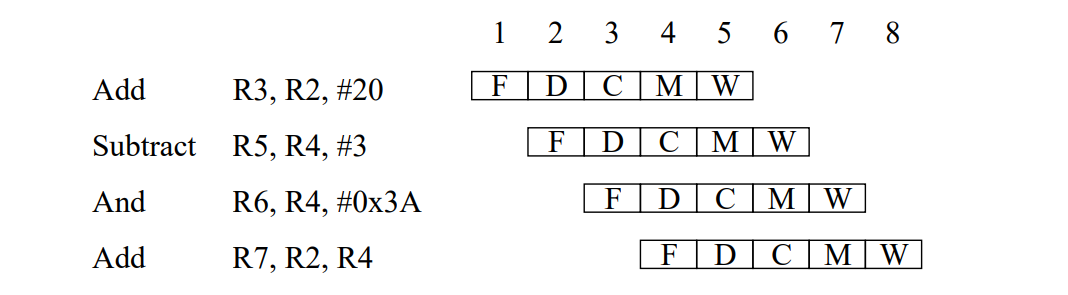 1 2 3 4 5 6 7 8
Add R3, R2, #20 F D C M W
Subtract R5, R4, #3 F D C M W
And R6, R4, #0x3A F D C M W
Add R7, R2, R4 F D C M W